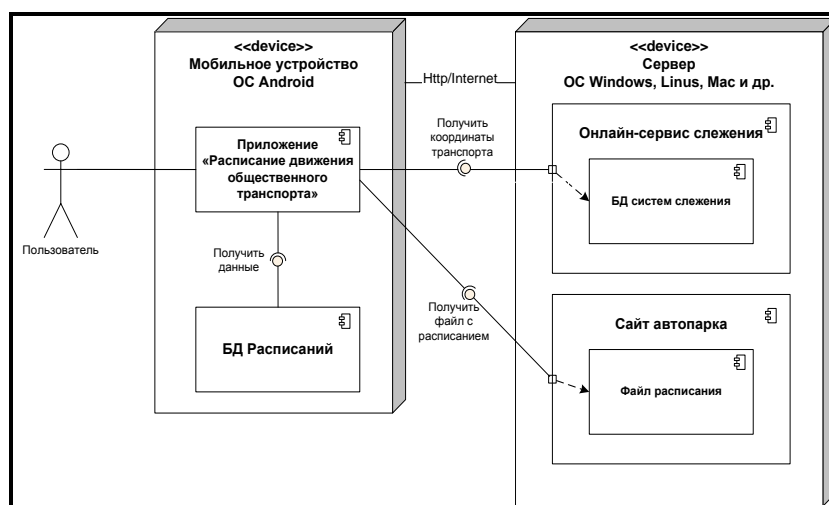 <<device>>
Мобильное устройство
ОС Android
Http/Internet
<<device>>
Сервер
ОС Windows, Linus, Mac и др.
Приложение
«Расписание движения
общественного
транспорта»
Получить
координаты
транспорта
Онлайн-сервис слежения
БД систем слежения
Пользователь
Получить
данные
БД Расписаний
Получить
файл с
расписанием
Сайт автопарка
Файл расписания